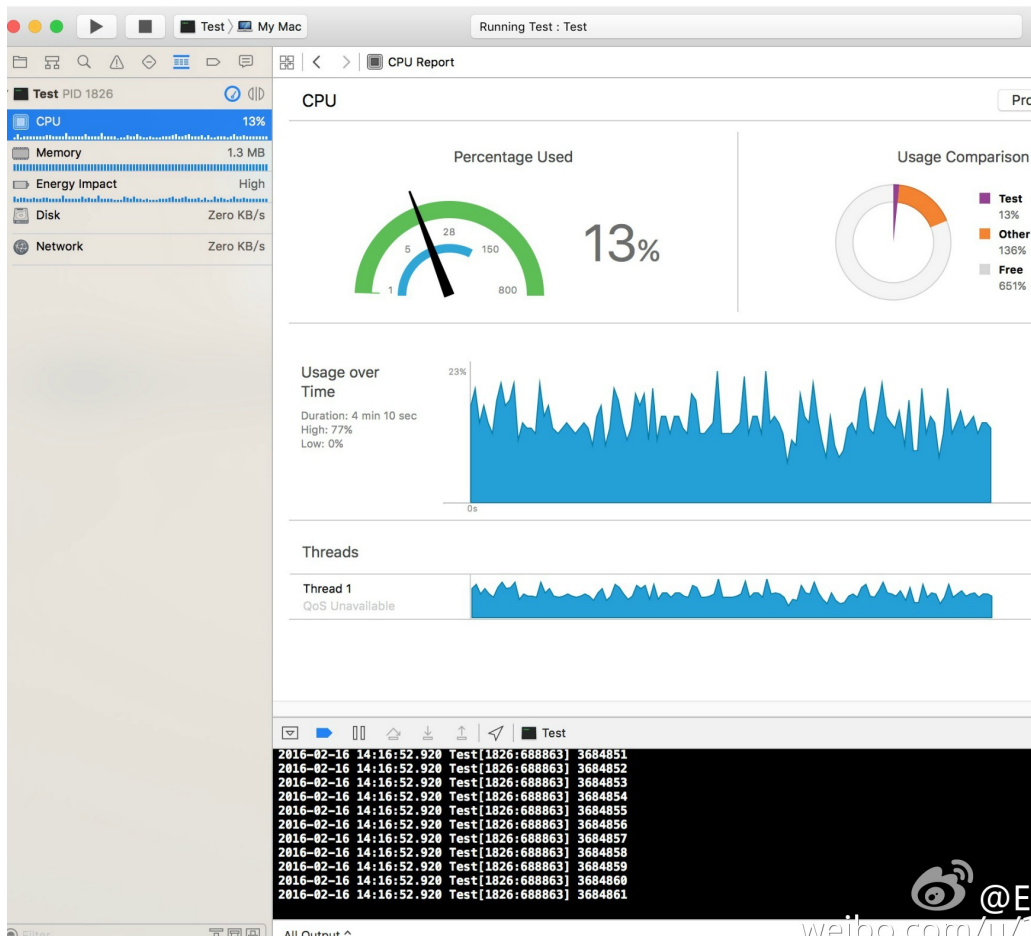 Test 〉 My Mac
Running Test : Test
CPU Report
Test PID 1826
CPU 13%
Memory 1.3 MB
Energy Impact High
Disk Zero KB/s
Network Zero KB/s
CPU
Percentage Used
Usage Comparison
1
5
28
150
800
13%
Test
13%
Other
136%
Free
651%
Usage over
Time
Duration: 4 min 10 sec
High: 77%
Low: 0%
23%
0s
Threads
Thread 1
QoS Unavailable
Test
2016-02-16 14:16:52.920 Test[1826:688863] 3684851
2016-02-16 14:16:52.920 Test[1826:688863] 3684852
2016-02-16 14:16:52.920 Test[1826:688863] 3684853
2016-02-16 14:16:52.920 Test[1826:688863] 3684854
2016-02-16 14:16:52.920 Test[1826:688863] 3684855
2016-02-16 14:16:52.920 Test[1826:688863] 3684856
2016-02-16 14:16:52.920 Test[1826:688863] 3684857
2016-02-16 14:16:52.920 Test[1826:688863] 3684858
2016-02-16 14:16:52.920 Test[1826:688863] 3684859
2016-02-16 14:16:52.920 Test[1826:688863] 3684860
2016-02-16 14:16:52.920 Test[1826:688863] 3684861
Filter
All Output